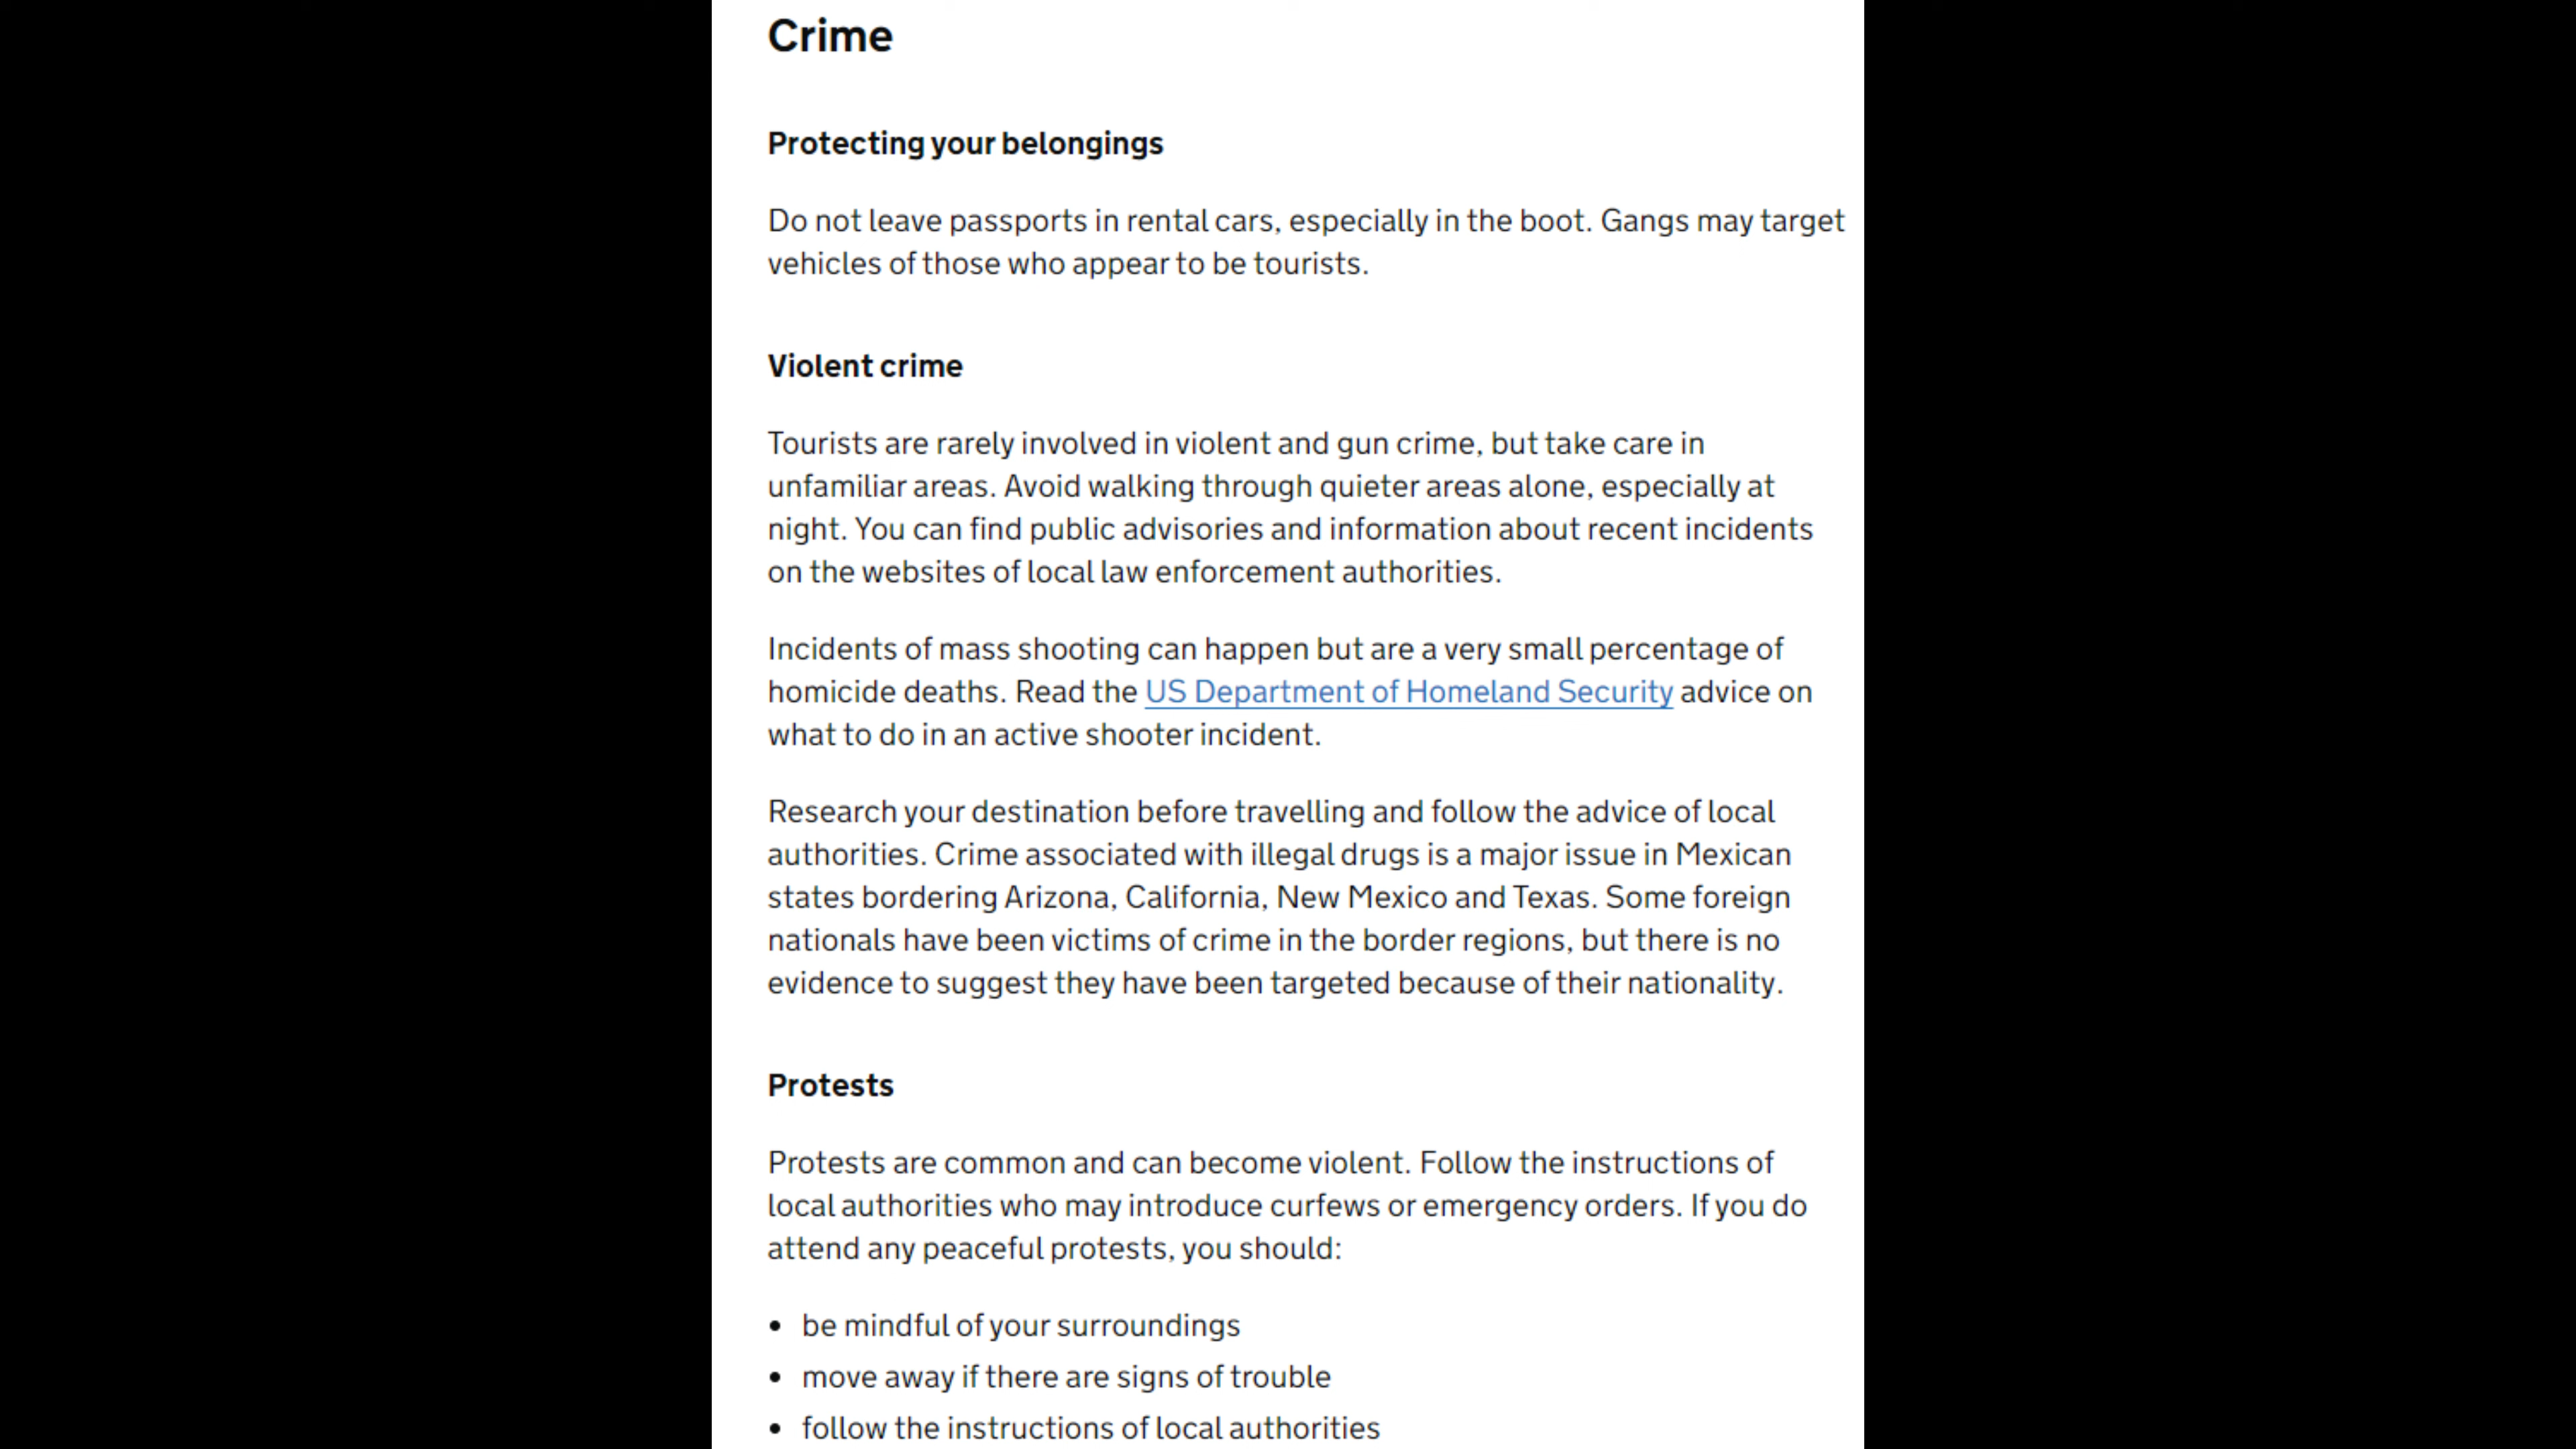 Crime
Protecting your belongings
Do not leave passports in rental cars, especially in the boot. Gangs may target
vehicles of those who appear to be tourists.
Violent crime
Tourists are rarely involved in violent and gun crime, but take care in
unfamiliar areas. Avoid walking through quieter areas alone, especially at
night. You can find public advisories and information about recent incidents
on the websites of local law enforcement authorities.
Incidents of mass shooting can happen but are a very small percentage of
homicide deaths. Read the US Department of Homeland Security advice on
what to do in an active shooter incident.
Research your destination before travelling and follow the advice of local
authorities. Crime associated with illegal drugs is a major issue in Mexican
states bordering Arizona, California, New Mexico and Texas. Some foreign
nationals have been victims of crime in the border regions, but there is no
evidence to suggest they have been targeted because of their nationality.
Protests
Protests are common and can become violent. Follow the instructions of
local authorities who may introduce curfews or emergency orders. If you do
attend any peaceful protests, you should:
• be mindful of your surroundings
• move away if there are signs of trouble
• follow the instructions of local authorities